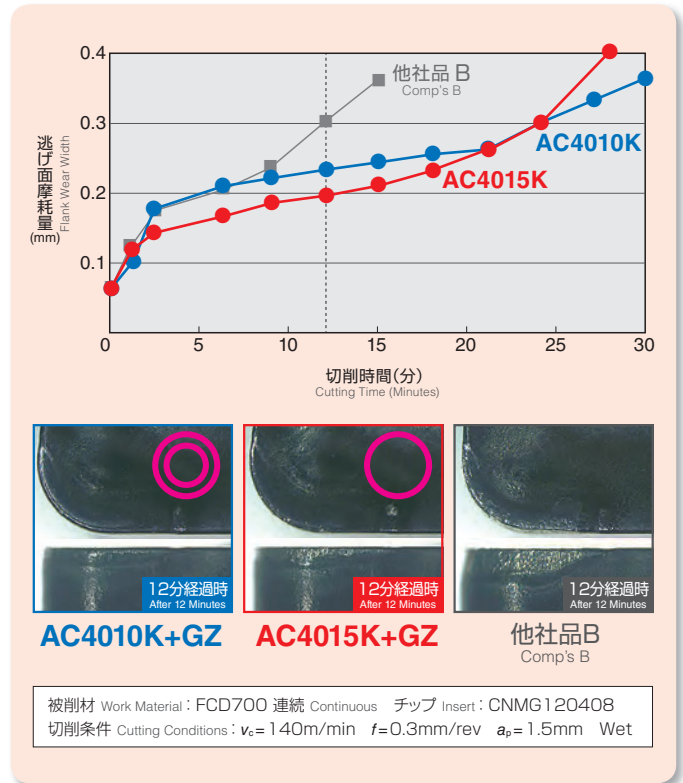 0.4
0.3
0.2
0.1
逃げ面摩耗量
(mm)
Flank Wear Width
他社品 B
Comp's B
AC4010K
AC4015K
0 5 10 15 20 25 30
切削時間(分)
Cutting Time (Minutes)
12分経過時
After 12 Minutes
12分経過時
After 12 Minutes
12分経過時
After 12 Minutes
AC4010K+GZ
AC4015K+GZ
他社品B
Comp's B
被削材 Work Material : FCD700 連続 Continuous チップ Insert : CNMG120408
切削条件 Cutting Conditions : vc=140m/min f=0.3mm/rev ap=1.5mm Wet